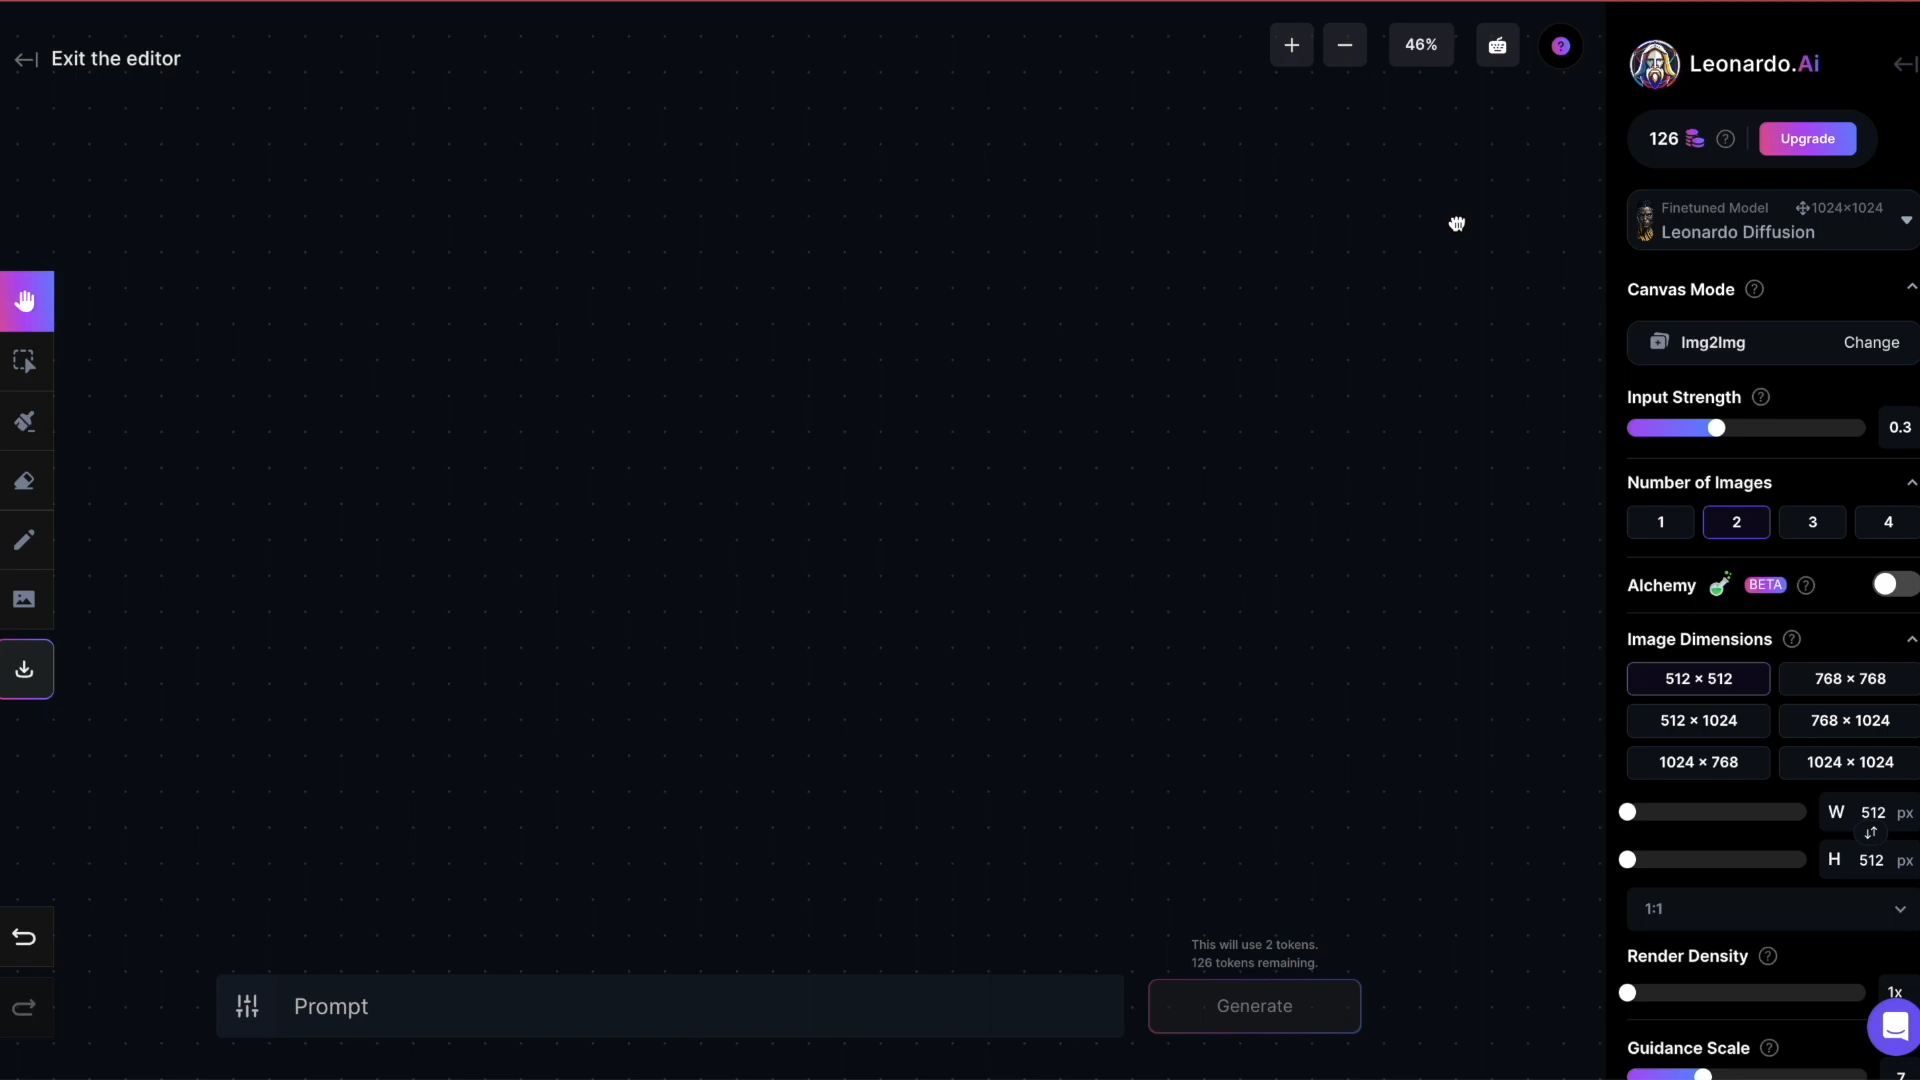 Exit the editor
46%
Leonardo.Ai
126
Upgrade
Finetuned Model
1024×1024
Leonardo Diffusion
Canvas Mode
Img2Img
Change
Input Strength
0.3
Number of Images
1
2
3
4
Alchemy
BETA
Image Dimensions
512 × 512
768 × 768
512 × 1024
768 × 1024
1024 × 768
1024 × 1024
W 512 px
H 512 px
1:1
Render Density
1x
Guidance Scale
7
This will use 2 tokens.
126 tokens remaining.
Prompt
Generate